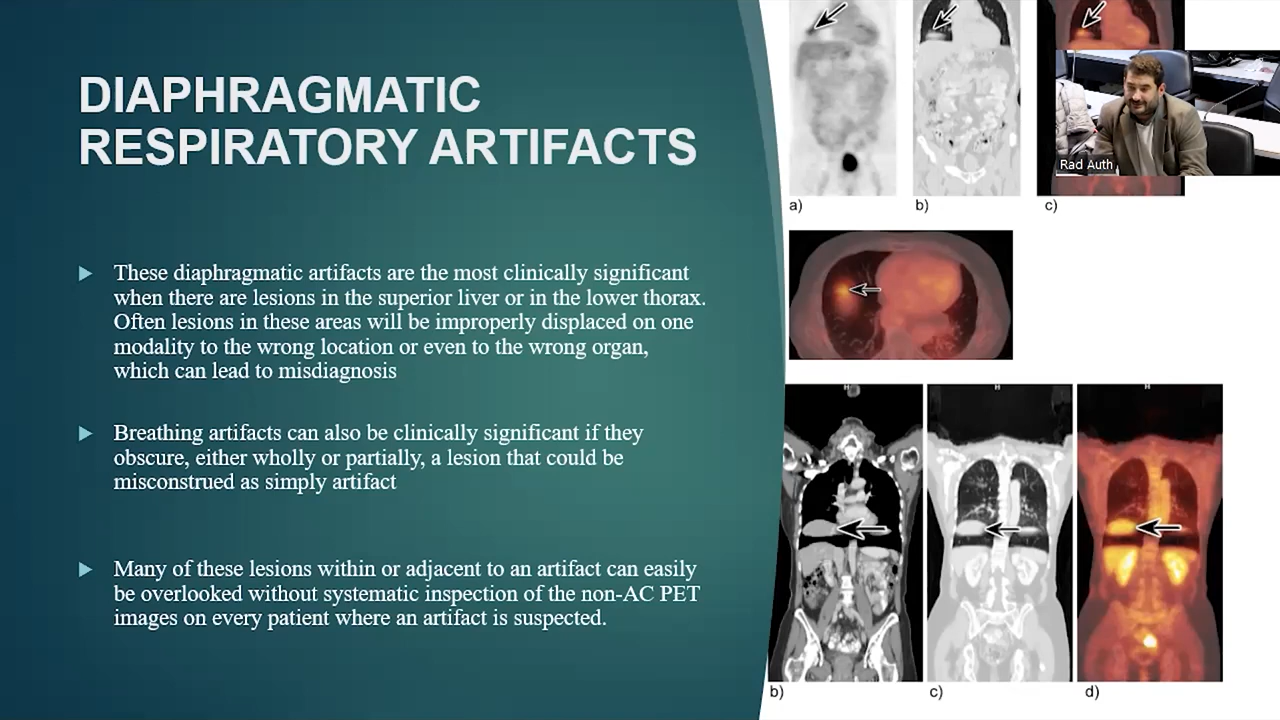 DIAPHRAGMATIC
RESPIRATORY ARTIFACTS
These diaphragmatic artifacts are the most clinically significant
when there are lesions in the superior liver or in the lower thorax.
Often lesions in these areas will be improperly displaced on one
modality to the wrong location or even to the wrong organ,
which can lead to misdiagnosis
Breathing artifacts can also be clinically significant if they
obscure, either wholly or partially, a lesion that could be
misconstrued as simply artifact
Many of these lesions within or adjacent to an artifact can easily
be overlooked without systematic inspection of the non-AC PET
images on every patient where an artifact is suspected.
Rad Auth
a)
b)
c)
H
H
H
b)
c)
d)